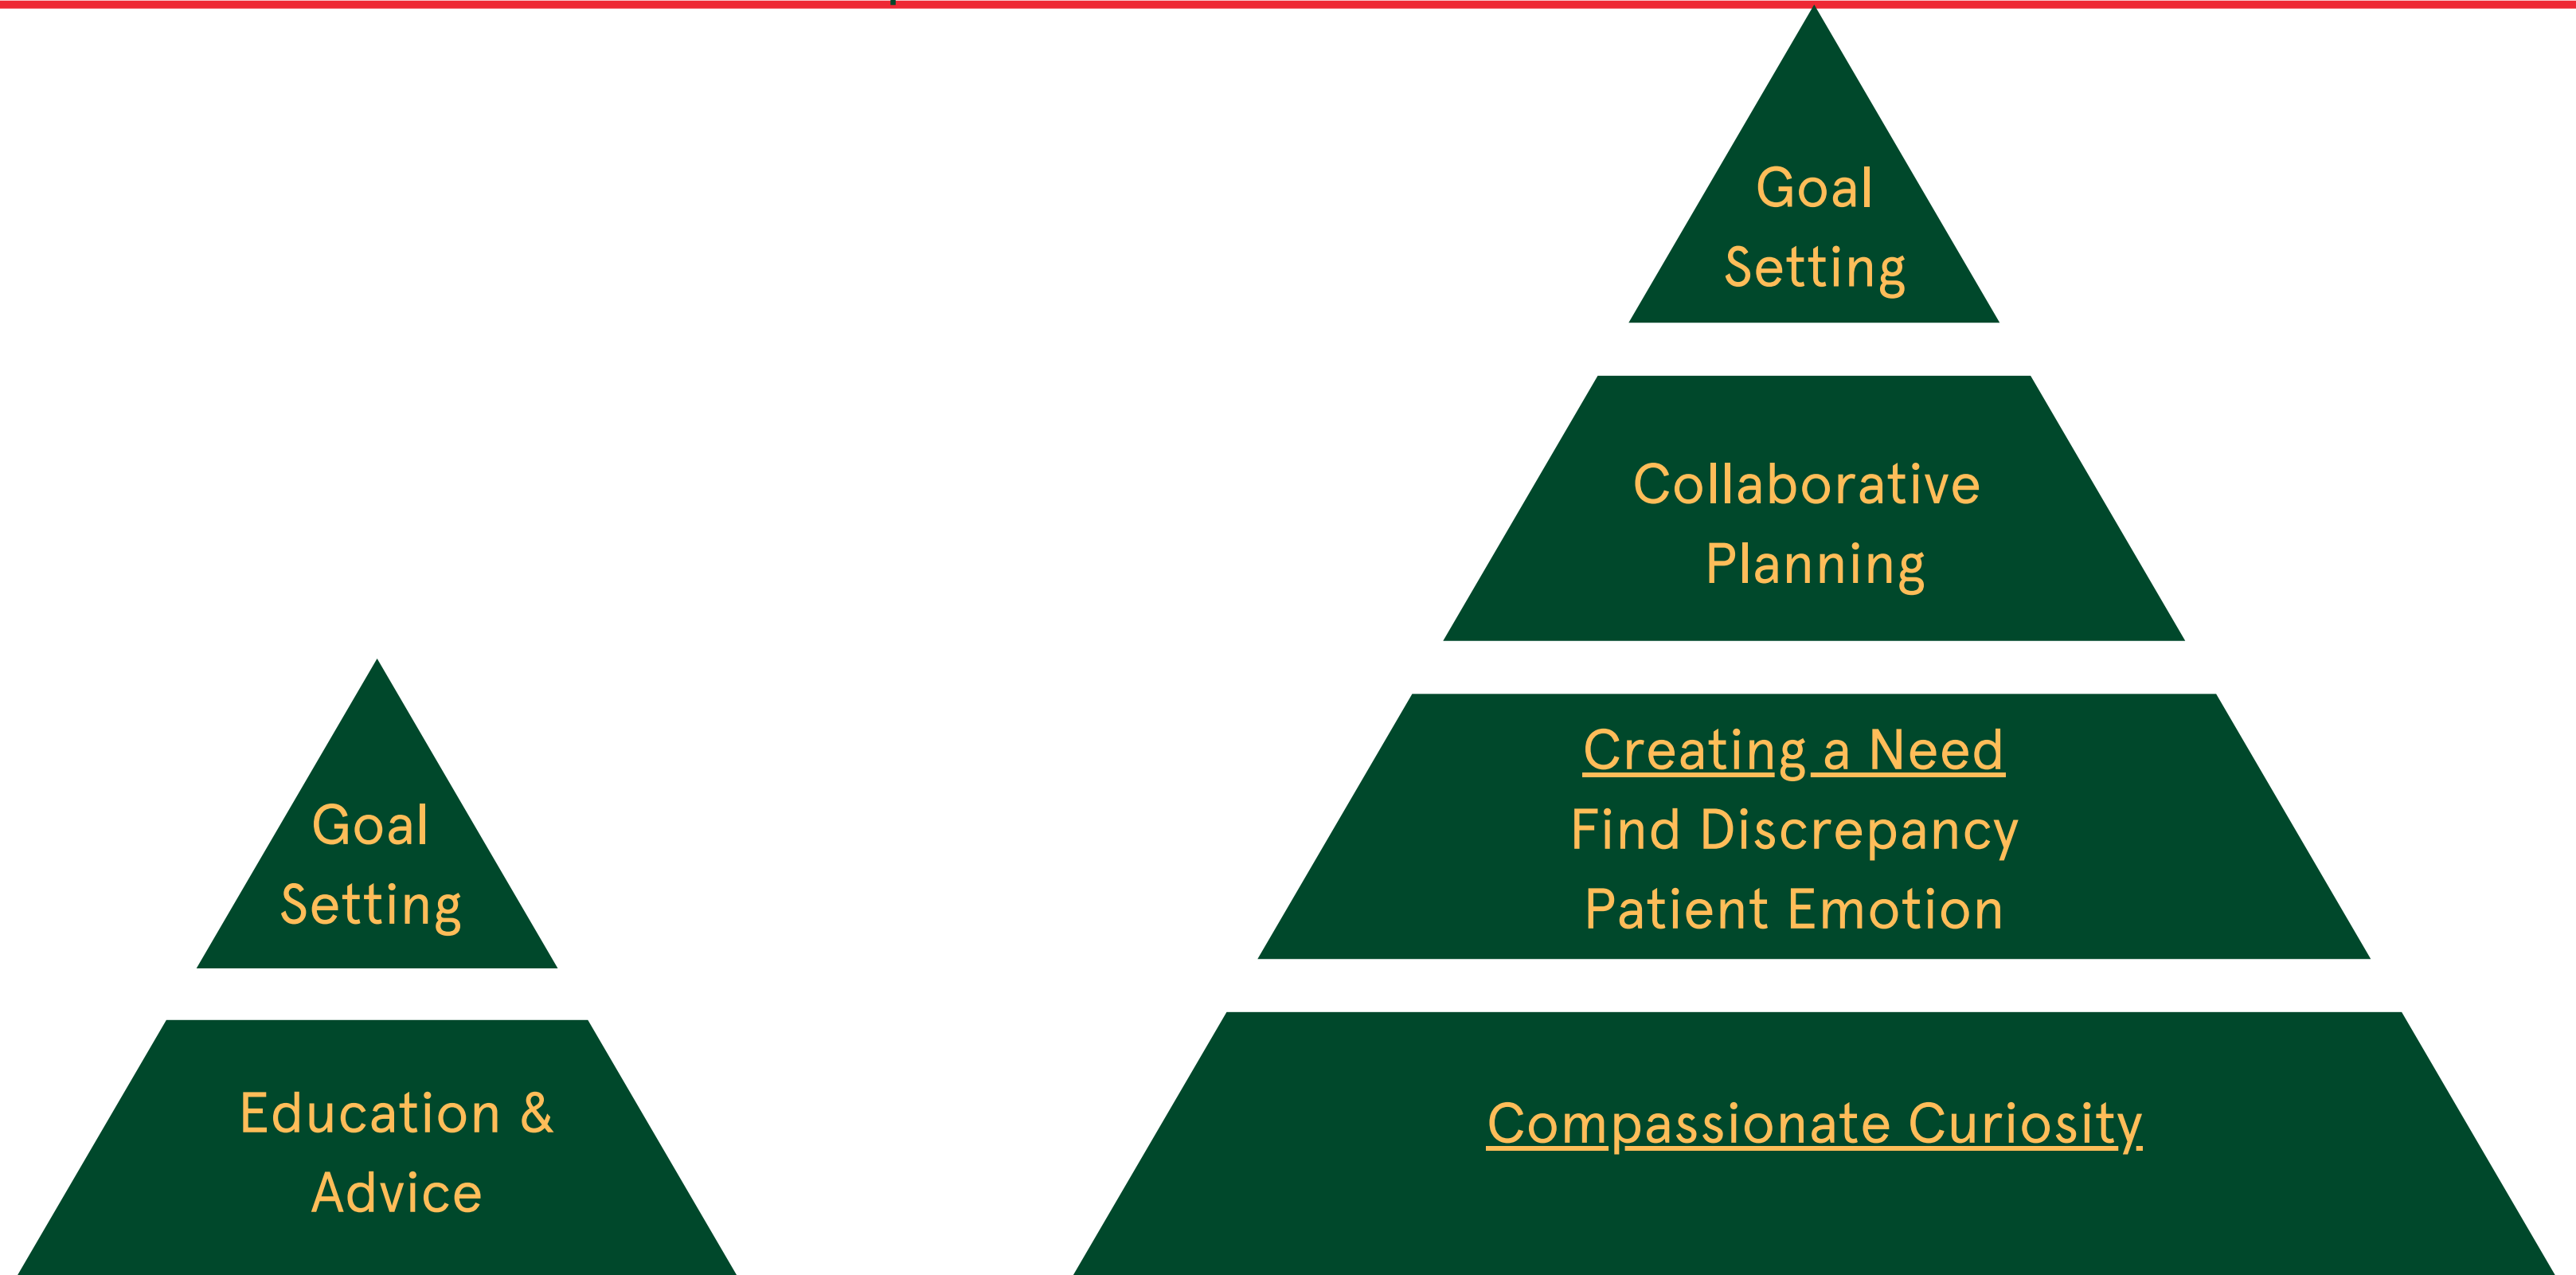 Goal
Setting
Education &
Advice
Goal
Setting
Collaborative
Planning
Creating a Need
Find Discrepancy
Patient Emotion
Compassionate Curiosity